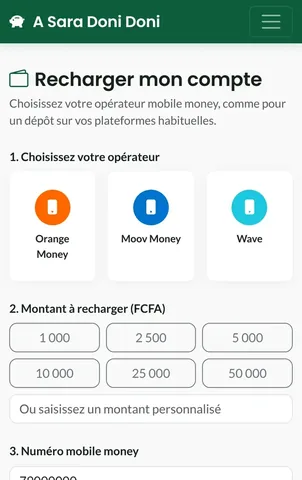 A Sara Doni Doni
Recharger mon compte
Choisissez votre opérateur mobile money, comme pour
un dépôt sur vos plateformes habituelles.
1. Choisissez votre opérateur
Orange
Money
Moov Money
Wave
2. Montant à recharger (FCFA)
1 000
2 500
5 000
10 000
25 000
50 000
Ou saisissez un montant personnalisé
3. Numéro mobile money